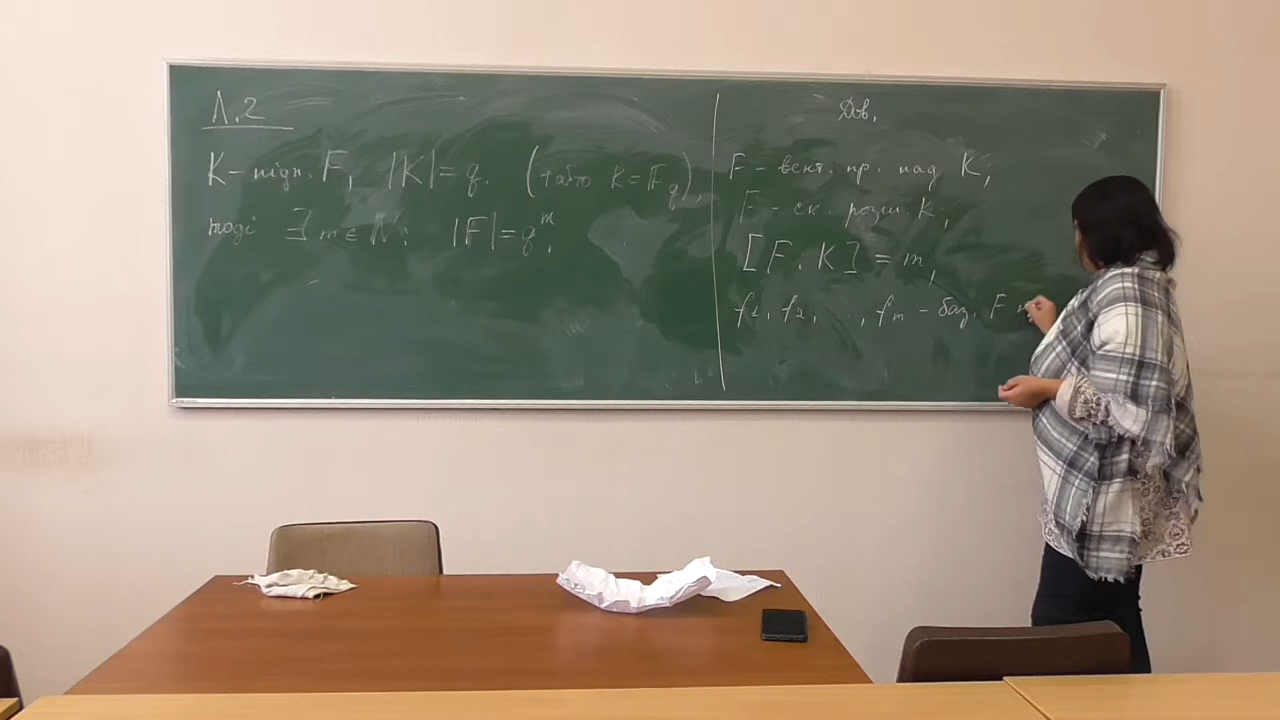 Л.2
K – підп. F, |K| = q. (тобто K = F_q),
тоді ∃ m ∈ N: |F| = q^m.
Дов.
F – вект. пр. над K,
F – ск. розш. K,
[F : K] = m,
f₁, f₂, ..., f_m – баз. F н